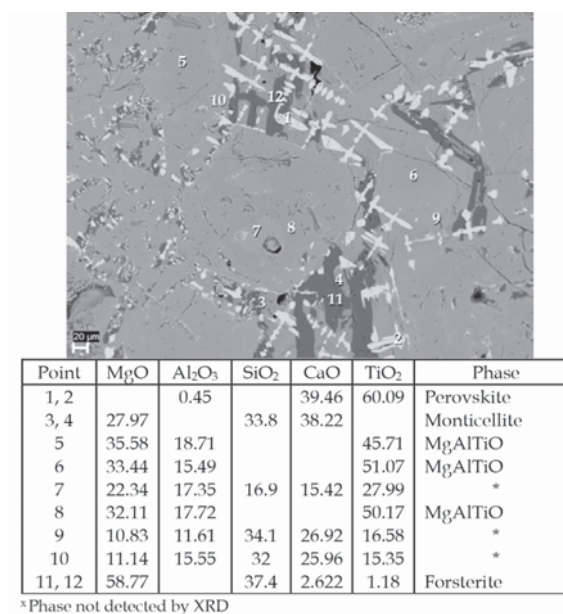 5
10
12
1
6
7
8
9
4
3
11
2
20 µm
Point MgO Al₂O₃ SiO₂ CaO TiO₂ Phase
1, 2 0.45 39.46 60.09 Perovskite
3, 4 27.97 33.8 38.22 Monticellite
5 35.58 18.71 45.71 MgAlTiO
6 33.44 15.49 51.07 MgAlTiO
7 22.34 17.35 16.9 15.42 27.99 *
8 32.11 17.72 50.17 MgAlTiO
9 10.83 11.61 34.1 26.92 16.58 *
10 11.14 15.55 32 25.96 15.35 *
11, 12 58.77 37.4 2.622 1.18 Forsterite
ˣ Phase not detected by XRD